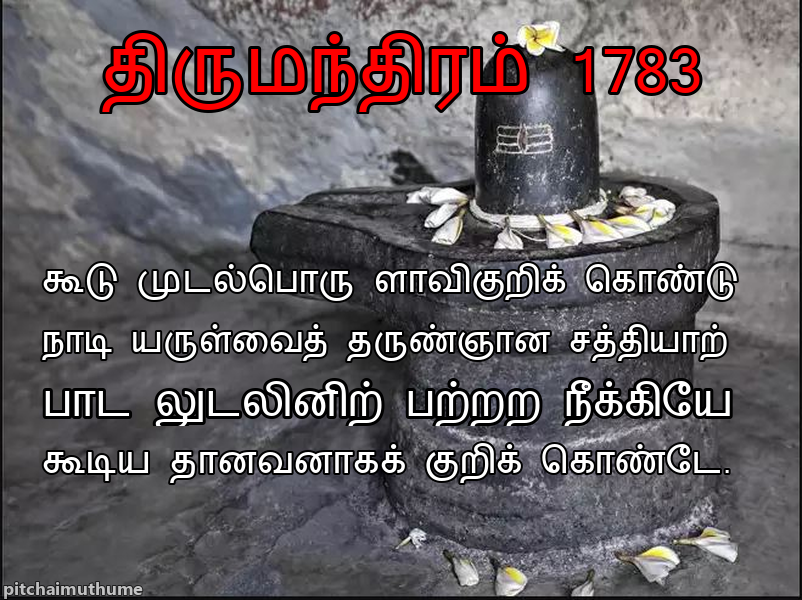 திருமந்திரம் 1783
கூடு முடல்பொரு ளாவிகுறிக் கொண்டு
நாடி யருள்வைத் தருண்ஞான சத்தியாற்
பாட லுடலினிற் பற்றற நீக்கியே
கூடிய தானவனாகக் குறிக் கொண்டே.
pitchaimuthume